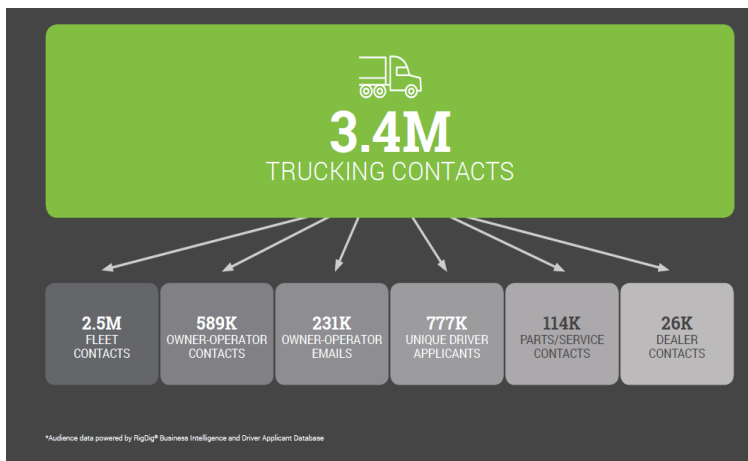 3.4M
TRUCKING CONTACTS
2.5M
FLEET
CONTACTS
589K
OWNER-OPERATOR
CONTACTS
231K
OWNER-OPERATOR
EMAILS
777K
UNIQUE DRIVER
APPLICANTS
114K
PARTS/SERVICE
CONTACTS
26K
DEALER
CONTACTS
*Audience data powered by RigDig® Business Intelligence and Driver Applicant Database